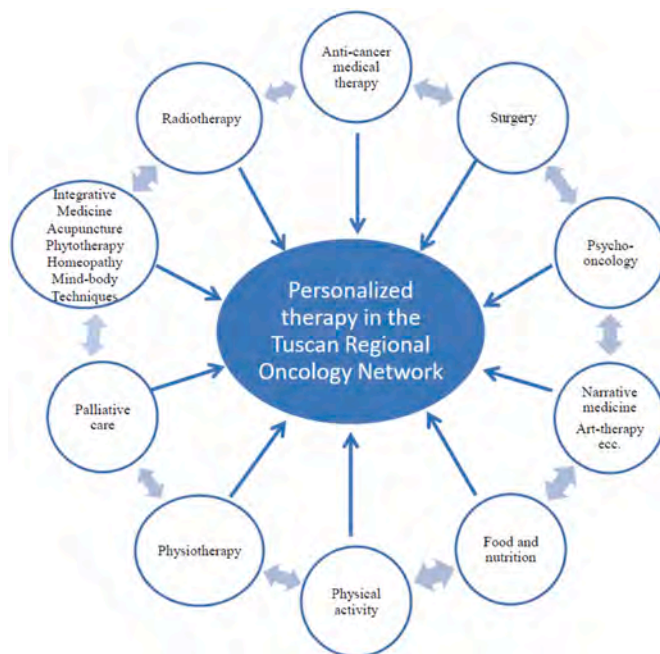 Anti-cancer
medical
therapy
Surgery
Psycho-
oncology
Narrative
medicine
Art-therapy
ecc.
Food and
nutrition
Physical
activity
Physiotherapy
Palliative
care
Integrative
Medicine
Acupuncture
Phytotherapy
Homeopathy
Mind-body
Techniques
Radiotherapy
Personalized
therapy in the
Tuscan Regional
Oncology Network